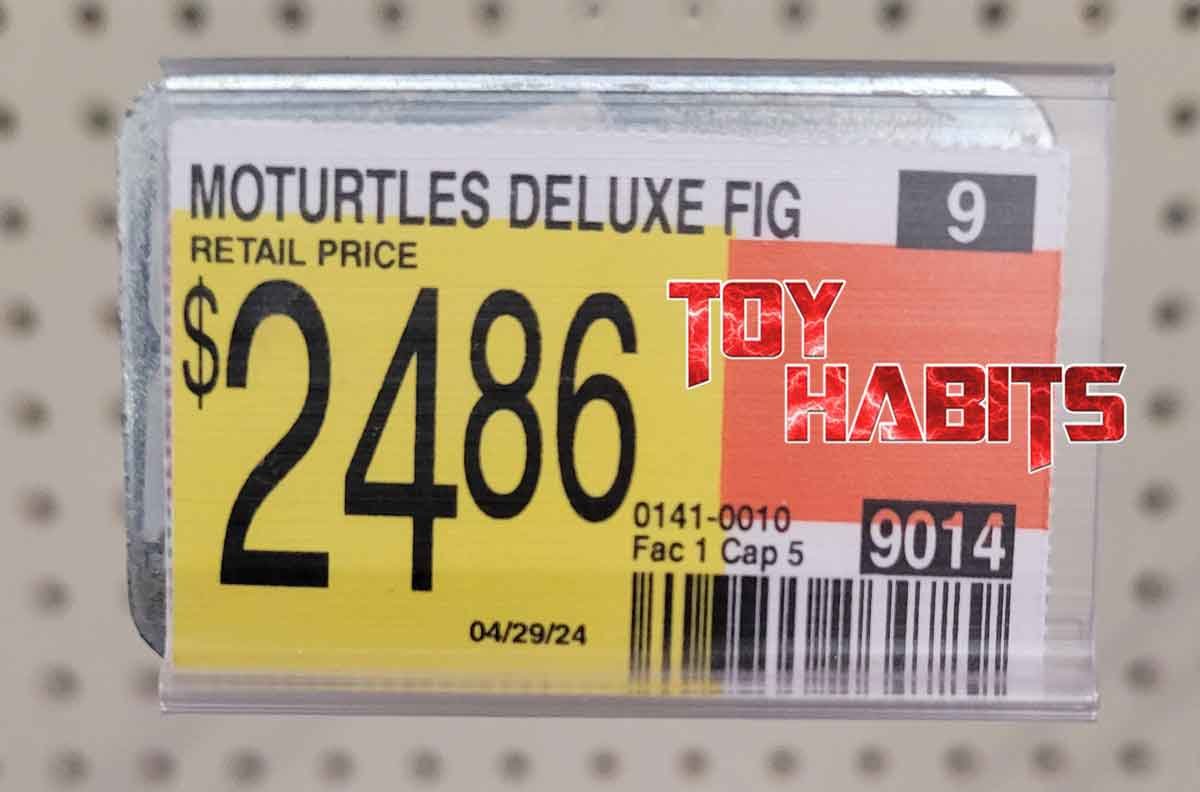 MOTURTLES DELUXE FIG
9
RETAIL PRICE
$2486
TOY
HABITS
0141-0010
Fac 1 Cap 5
9014
04/29/24